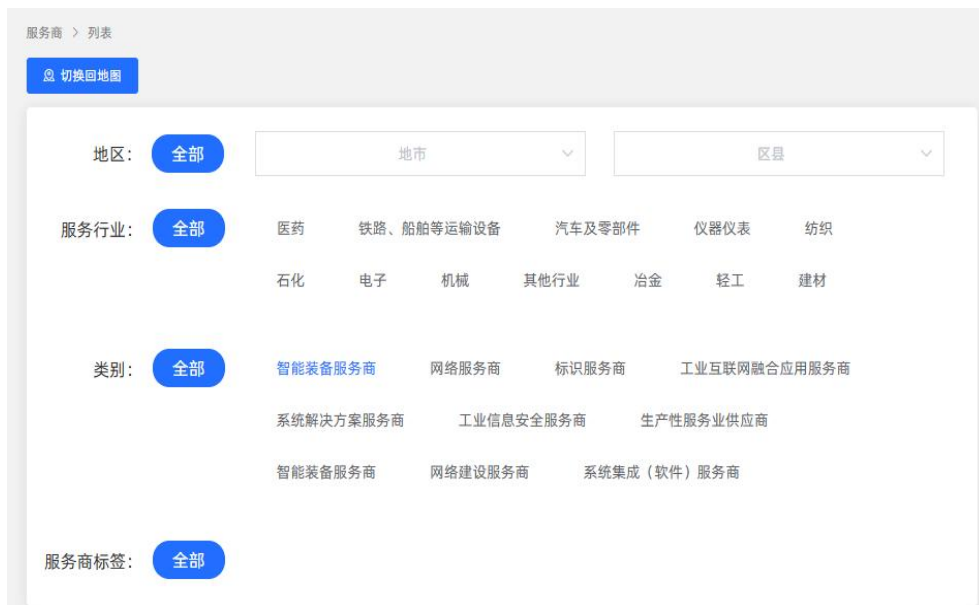 服务商 > 列表
切换回地图
地区: 全部 地市 区县
服务行业: 全部 医药 铁路、船舶等运输设备 汽车及零部件 仪器仪表 纺织
石化 电子 机械 其他行业 冶金 轻工 建材
类别: 全部 智能装备服务商 网络服务商 标识服务商 工业互联网融合应用服务商
系统解决方案服务商 工业信息安全服务商 生产性服务业供应商
智能装备服务商 网络建设服务商 系统集成（软件）服务商
服务商标签: 全部